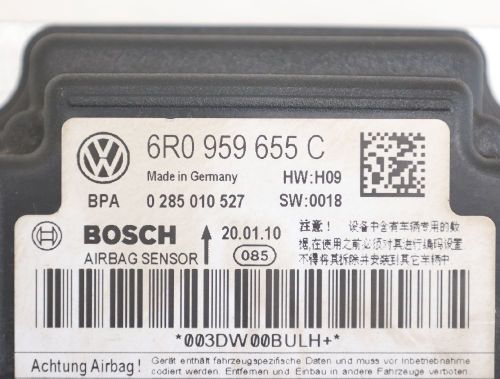 6R0 959 655 C
Made in Germany HW:H09
BPA 0 285 010 527 SW:0018
BOSCH 20.01.10
AIRBAG SENSOR 085
注意! 设备中含有车辆专用的数
据,在使用之前必须对其进行编码设置
不得将其拆除并安装到其它车辆中
*003DW00BULH+*
Achtung Airbag!
Gerät enthält fahrzeugspezifische Daten und muss vor Inbetriebnahme
codiert werden. Entfernen und Einbau in andere Fahrzeuge verboten.